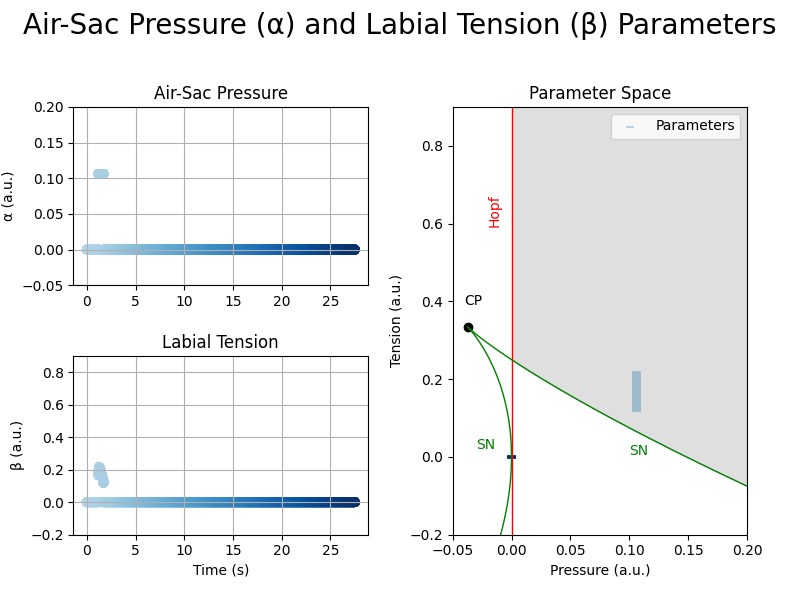 Air-Sac Pressure (α) and Labial Tension (β) Parameters
Air-Sac Pressure
α (a.u.)
0.20
0.15
0.10
0.05
0.00
−0.05
0 5 10 15 20 25
Labial Tension
β (a.u.)
0.8
0.6
0.4
0.2
0.0
−0.2
0 5 10 15 20 25
Time (s)
Parameter Space
Parameters
Tension (a.u.)
0.8
0.6
0.4
0.2
0.0
−0.2
Hopf
CP
SN
SN
−0.05 0.00 0.05 0.10 0.15 0.20
Pressure (a.u.)